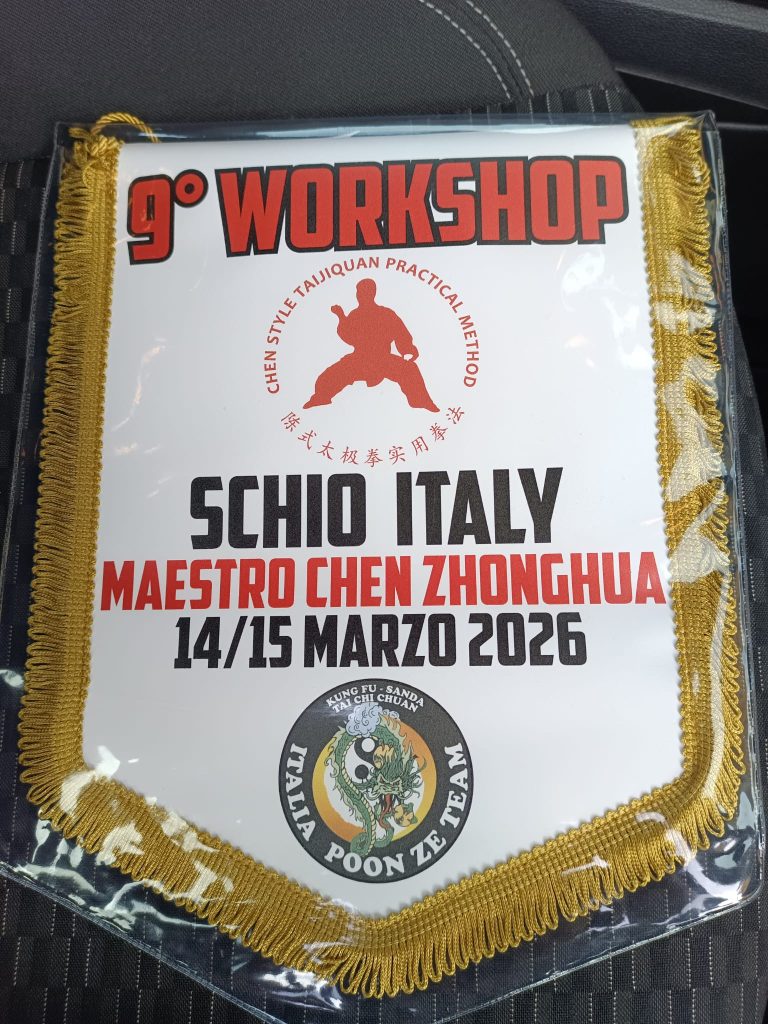 9° WORKSHOP
CHEN STYLE TAIJIQUAN PRACTICAL METHOD
陈式太极拳实用拳法
SCHIO ITALY
MAESTRO CHEN ZHONGHUA
14/15 MARZO 2026
KUNG FU - SANDA
TAI CHI CHUAN
ITALIA POON ZE TEAM